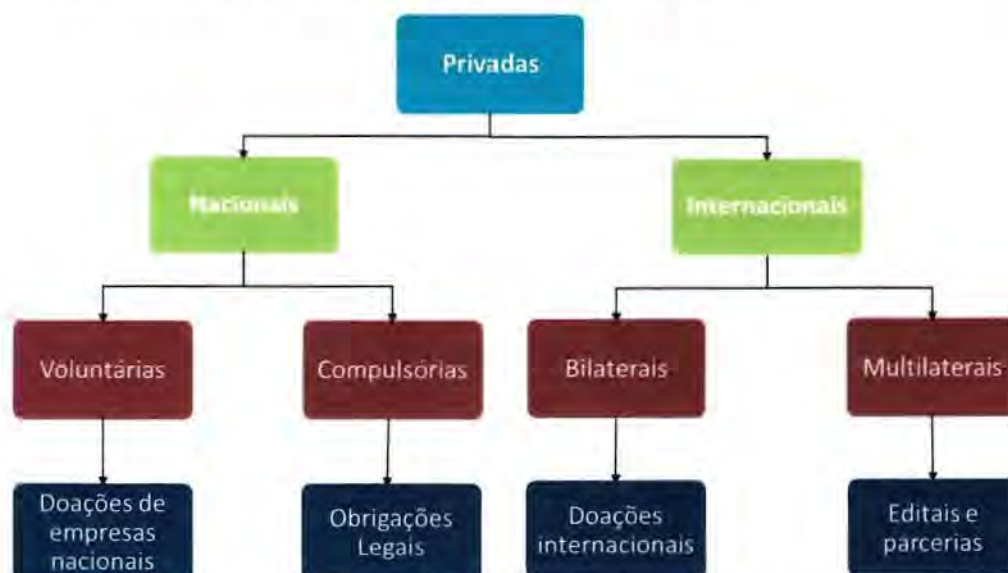 Privadas
Nacionais
Internacionais
Voluntárias
Compulsórias
Bilaterais
Multilaterais
Doações de
empresas
nacionais
Obrigações
Legais
Doações
internacionais
Editais e
parcerias